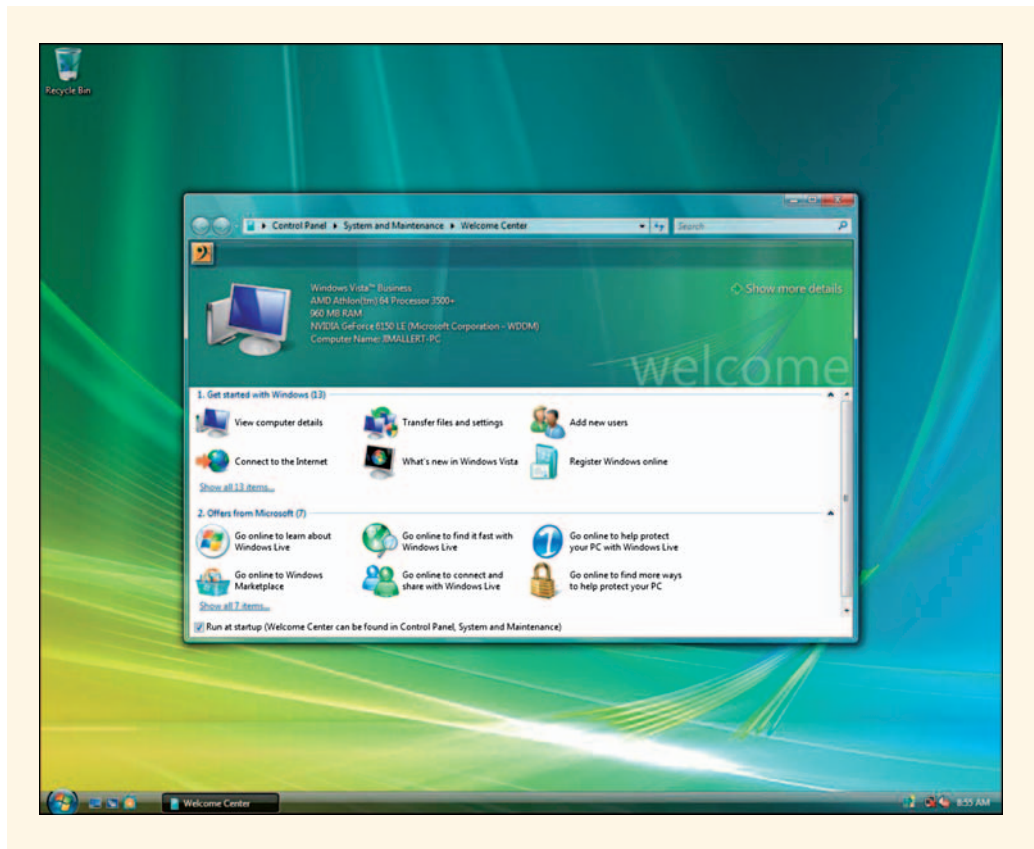 Recycle Bin
Control Panel ▸ System and Maintenance ▸ Welcome Center
Search
Windows Vista™ Business
AMD Athlon(tm) 64 Processor 3500+
960 MB RAM
NVIDIA GeForce 6150 LE (Microsoft Corporation - WDDM)
Computer Name: JIMALLERT-PC
Show more details
welcome
1. Get started with Windows (13)
View computer details
Transfer files and settings
Add new users
Connect to the Internet
What's new in Windows Vista
Register Windows online
Show all 13 items...
2. Offers from Microsoft (7)
Go online to learn about
Windows Live
Go online to find it fast with
Windows Live
Go online to help protect
your PC with Windows Live
Go online to Windows
Marketplace
Go online to connect and
share with Windows Live
Go online to find more ways
to help protect your PC
Show all 7 items...
Run at startup (Welcome Center can be found in Control Panel, System and Maintenance)
Welcome Center
8:55 AM